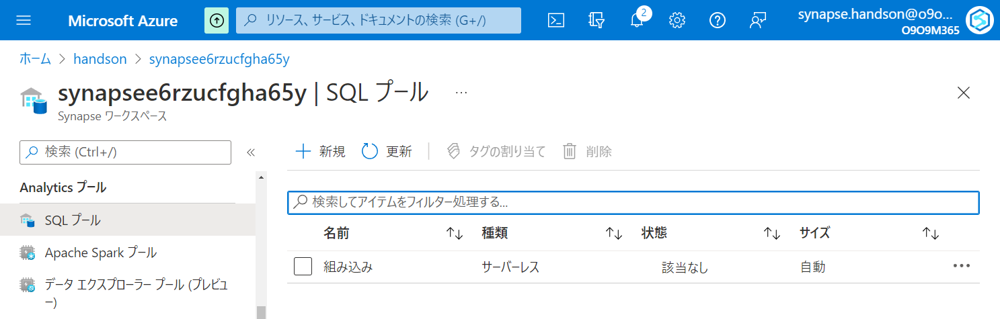 Microsoft Azure
リソース、サービス、ドキュメントの検索 (G+/)
2
synapse.handson@o9o...
O9O9M365
ホーム > handson > synapsee6rzucfgha65y
synapsee6rzucfgha65y | SQL プール ...
Synapse ワークスペース
検索 (Ctrl+/)
«
新規
更新
タグの割り当て
削除
Analytics プール
SQL プール
Apache Spark プール
データ エクスプローラー プール (プレビュ
ー)
検索してアイテムをフィルター処理する...
名前 ↑↓ 種類 ↑↓ 状態 ↑↓ サイズ ↑↓
組み込み サーバーレス 該当なし 自動 ...